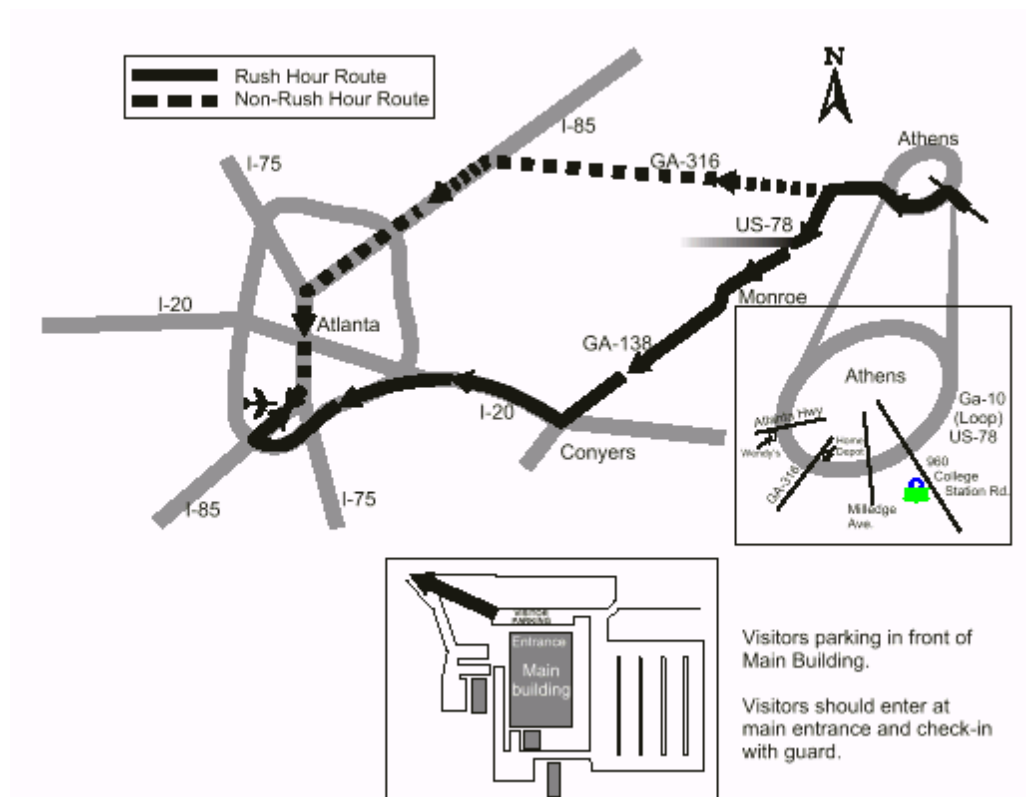 Rush Hour Route
Non-Rush Hour Route
N
I-85
Athens
I-75
GA-316
US-78
I-20
Monroe
Atlanta
GA-138
I-20
Conyers
I-75
I-85
Athens
Ga-10
(Loop)
US-78
Atlanta Hwy
Wendy's
Home
Depot
GA-316
960
College
Station Rd.
Milledge
Ave.
VISITOR
PARKING
Entrance
Main
building
Visitors parking in front of
Main Building.
Visitors should enter at
main entrance and check-in
with guard.